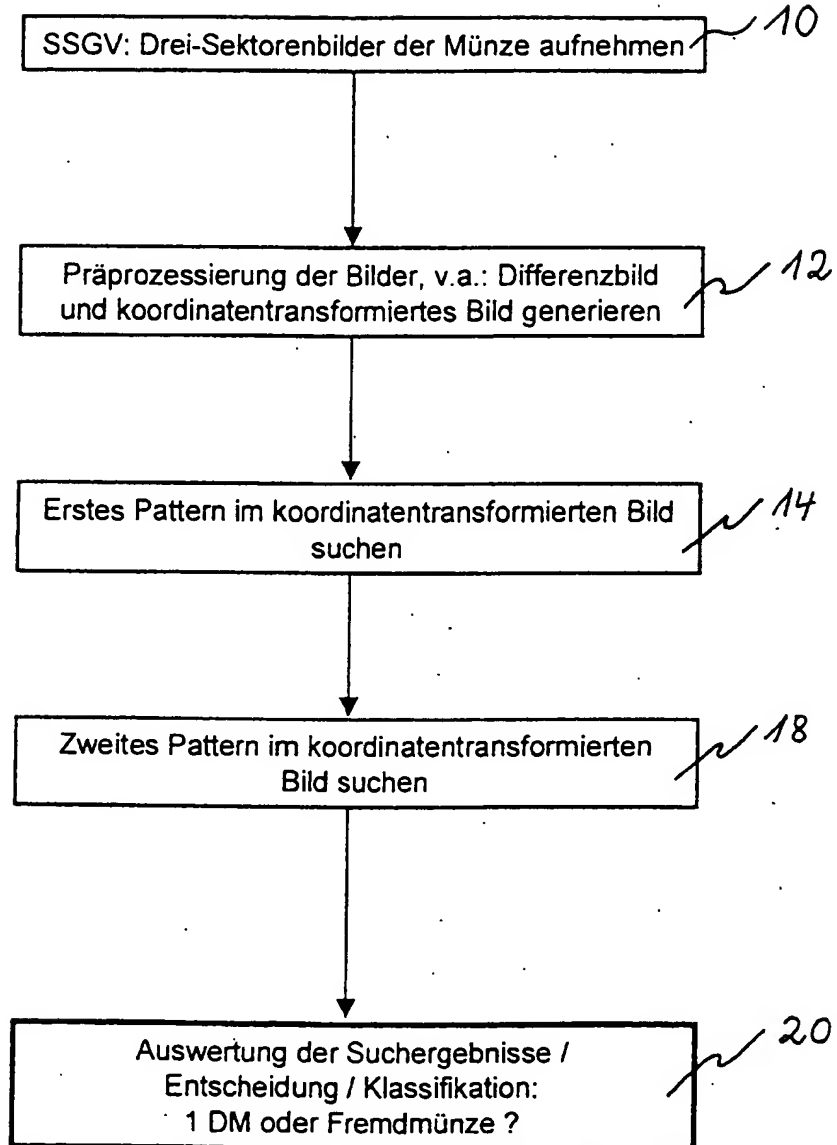 SSGV: Drei-Sektorenbilder der Münze aufnehmen
10
Präprozessierung der Bilder, v.a.: Differenzbild
und koordinatentransformiertes Bild generieren
12
Erstes Pattern im koordinatentransformierten Bild
suchen
14
Zweites Pattern im koordinatentransformierten
Bild suchen
18
Auswertung der Suchergebnisse /
Entscheidung / Klassifikation:
1 DM oder Fremdmünze ?
20